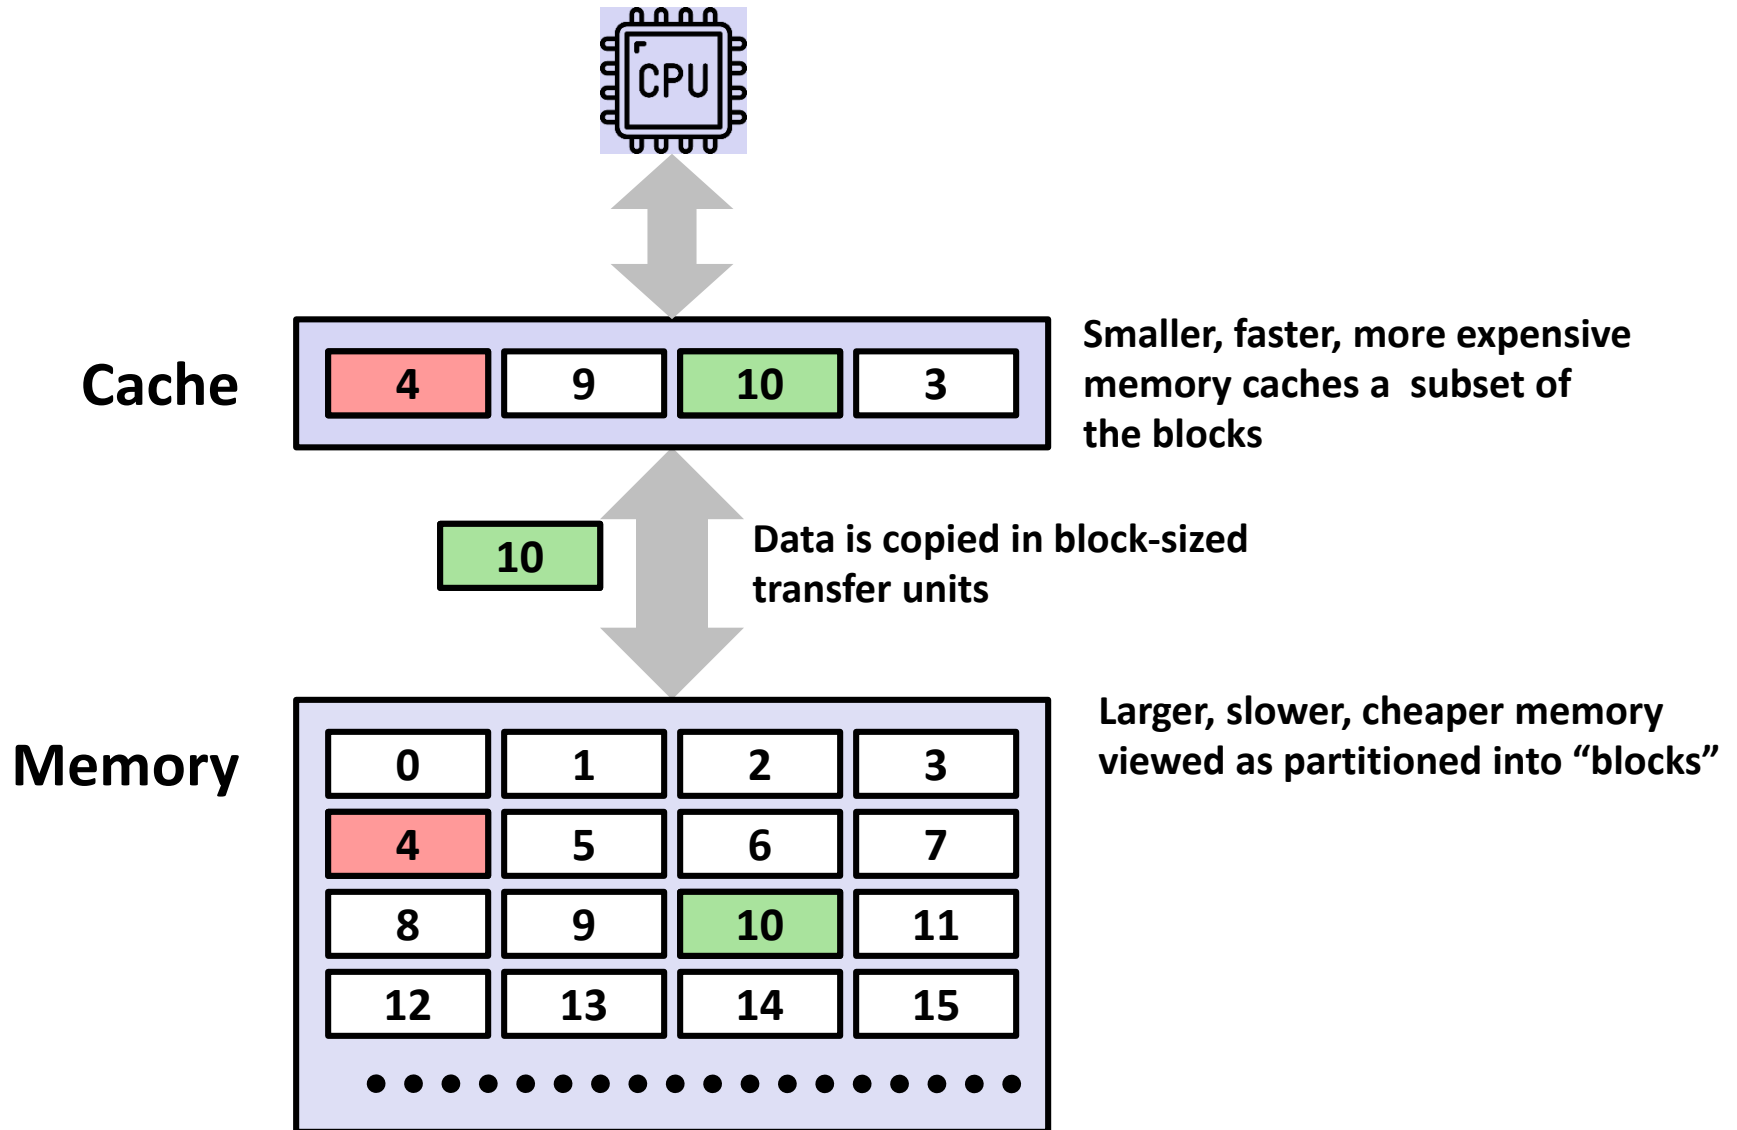 CPU
Cache
4 9 10 3
Smaller, faster, more expensive
memory caches a  subset of
the blocks
10
Data is copied in block-sized
transfer units
Memory
Larger, slower, cheaper memory
viewed as partitioned into “blocks”
0 1 2 3
4 5 6 7
8 9 10 11
12 13 14 15